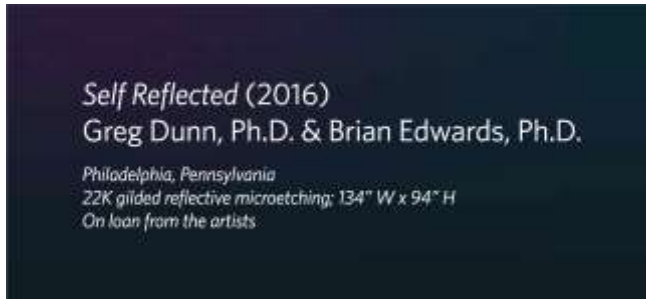 Self Reflected (2016)
Greg Dunn, Ph.D. & Brian Edwards, Ph.D.
Philadelphia, Pennsylvania
22K gilded reflective microetching; 134" W x 94" H
On loan from the artists